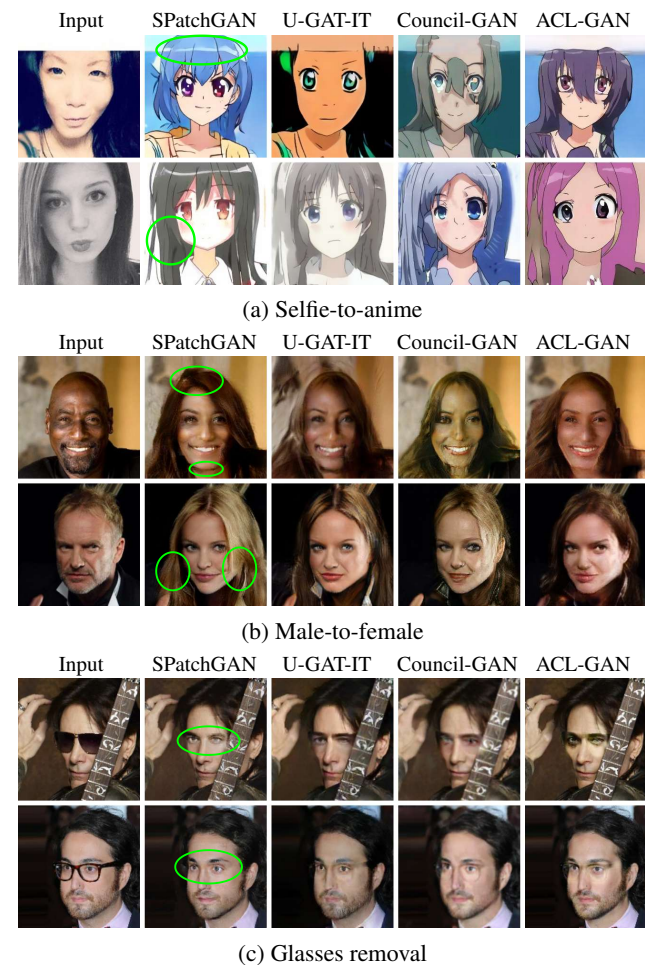 Input SPatchGAN U-GAT-IT Council-GAN ACL-GAN
(a) Selfie-to-anime
Input SPatchGAN U-GAT-IT Council-GAN ACL-GAN
(b) Male-to-female
Input SPatchGAN U-GAT-IT Council-GAN ACL-GAN
(c) Glasses removal